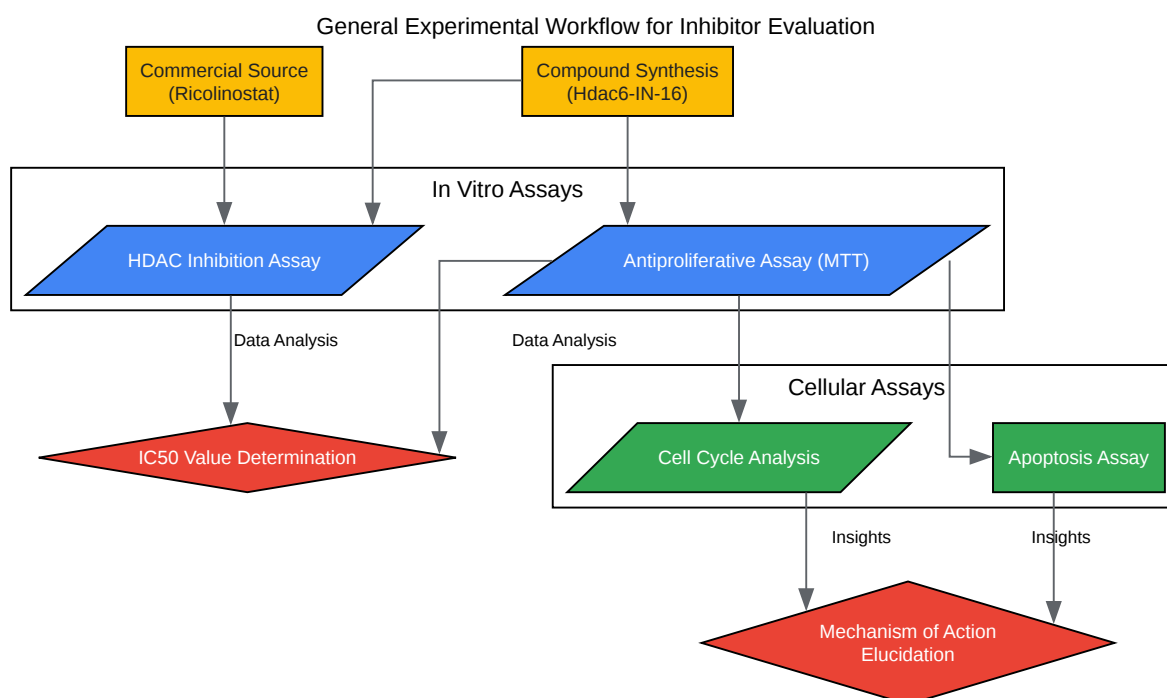 General Experimental Workflow for Inhibitor Evaluation
Commercial Source
(Ricolinostat)
Compound Synthesis
(Hdac6-IN-16)
In Vitro Assays
HDAC Inhibition Assay
Antiproliferative Assay (MTT)
Data Analysis
Data Analysis
Cellular Assays
IC50 Value Determination
Cell Cycle Analysis
Apoptosis Assay
Insights
Insights
Mechanism of Action
Elucidation